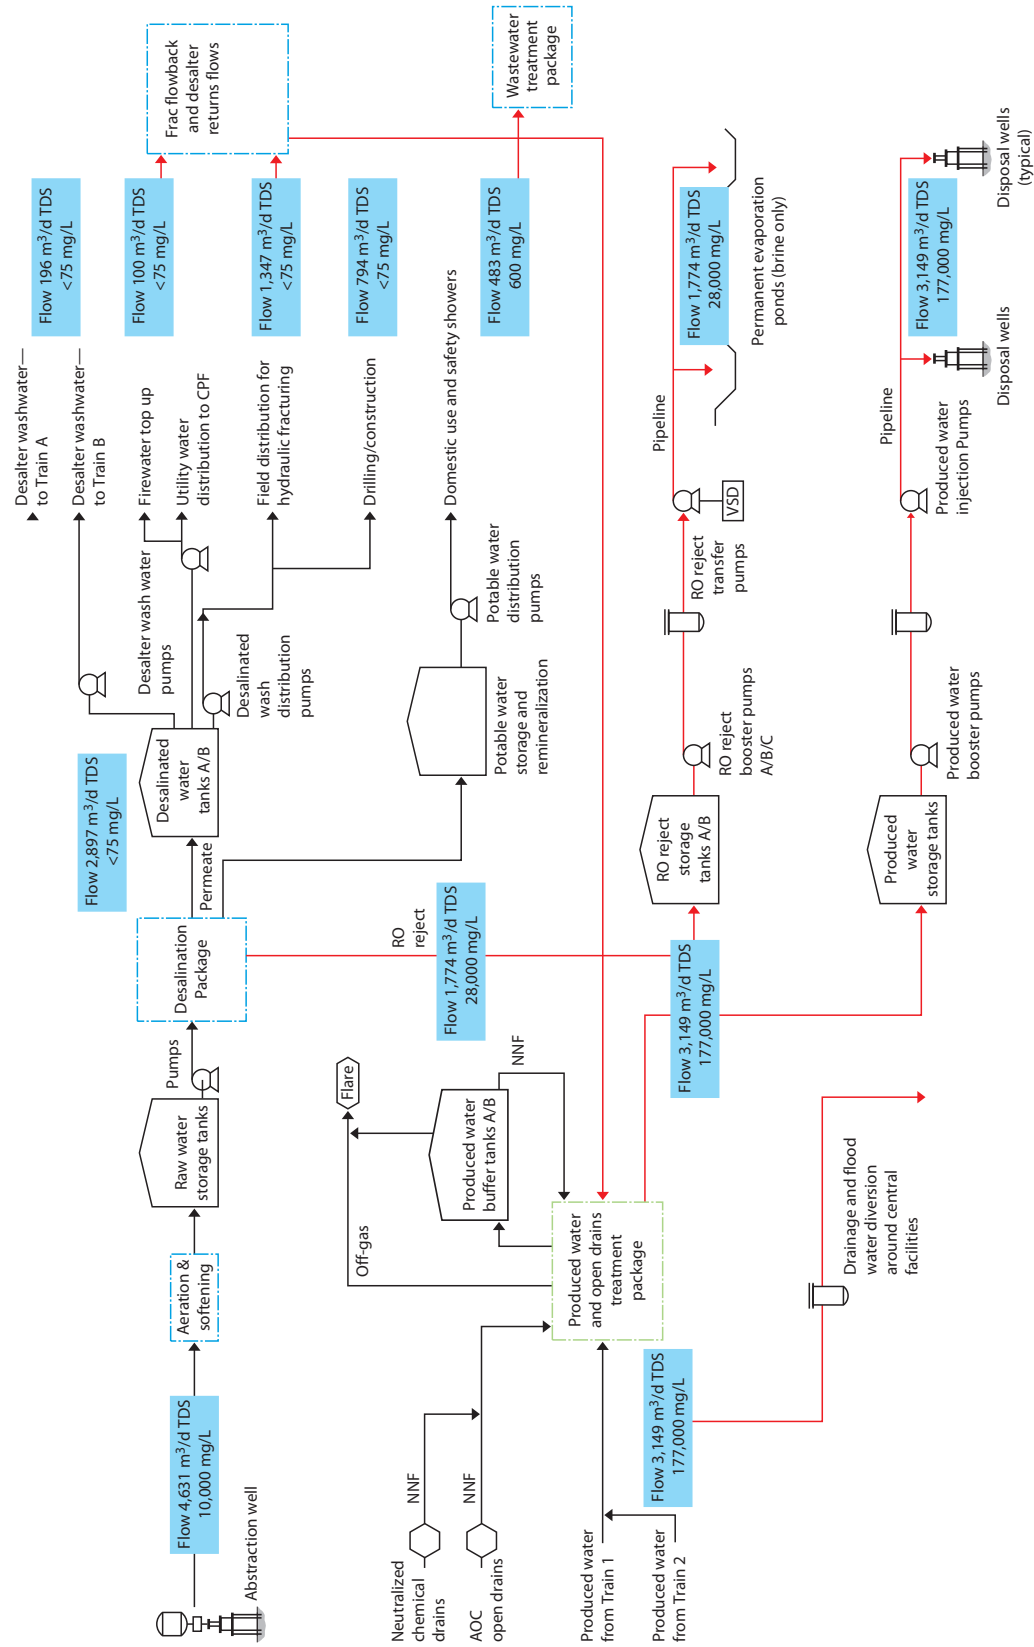 Abstraction well
Flow 4,631 m³/d TDS
10,000 mg/L
Aeration &
softening
Raw water
storage tanks
Pumps
Desalination
Package
Permeate
Flow 2,897 m³/d TDS
<75 mg/L
Desalinated
water
tanks A/B
Desalter wash water
pumps
Desalinated
wash
distribution pumps
Desalter washwater—
to Train A
Desalter washwater—
to Train B
Firewater top up
Utility water
distribution to CPF
Field distribution for
hydraulic fracturing
Drilling/construction
Domestic use and safety showers
Flow 196 m³/d TDS
<75 mg/L
Flow 100 m³/d TDS
<75 mg/L
Flow 1,347 m³/d TDS
<75 mg/L
Flow 794 m³/d TDS
<75 mg/L
Flow 483 m³/d TDS
600 mg/L
Frac flowback
and desalter
returns flows
Wastewater
treatment
package
Potable water
storage and
remineralization
Potable water
distribution
pumps
RO
reject
Flow 1,774 m³/d TDS
28,000 mg/L
Neutralized
chemical
drains
NNF
AOC
open drains
NNF
Produced water
from Train 1
Produced water
from Train 2
Off-gas
Flare
Produced water
buffer tanks A/B
NNF
Produced water
and open drains
treatment
package
Flow 3,149 m³/d TDS
177,000 mg/L
Drainage and flood
water diversion
around central
facilities
Flow 3,149 m³/d TDS
177,000 mg/L
RO reject
storage
tanks A/B
RO reject
booster pumps
A/B/C
RO reject
transfer
pumps
VSD
Pipeline
Flow 1,774 m³/d TDS
28,000 mg/L
Permanent evaporation
ponds (brine only)
Produced
water
storage tanks
Produced water
booster pumps
Produced water
injection Pumps
Pipeline
Flow 3,149 m³/d TDS
177,000 mg/L
Disposal wells
Disposal wells
(typical)